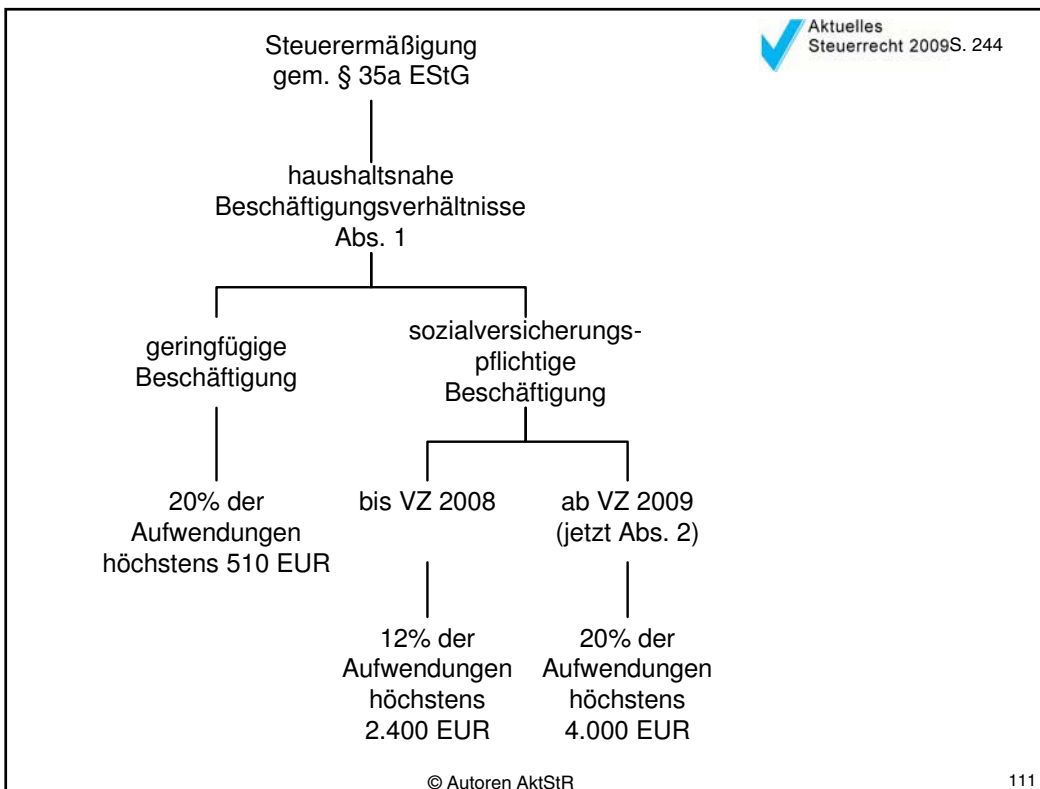 Steuerermäßigung
gem. § 35a EStG
Aktuelles
Steuerrecht 2009S. 244
haushaltsnahe
Beschäftigungsverhältnisse
Abs. 1
geringfügige
Beschäftigung
sozialversicherungs-
pflichtige
Beschäftigung
20% der
Aufwendungen
höchstens 510 EUR
bis VZ 2008
ab VZ 2009
(jetzt Abs. 2)
12% der
Aufwendungen
höchstens
2.400 EUR
20% der
Aufwendungen
höchstens
4.000 EUR
© Autoren AktStR
111